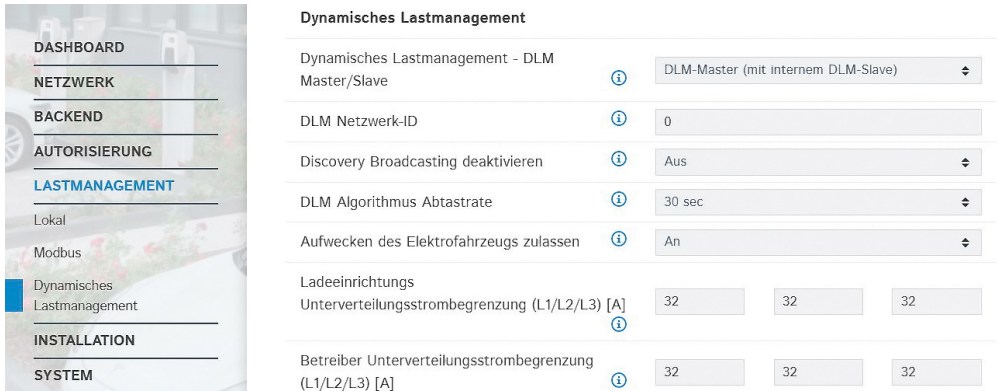 DASHBOARD
NETZWERK
BACKEND
AUTORISIERUNG
LASTMANAGEMENT
Lokal
Modbus
Dynamisches
Lastmanagement
INSTALLATION
SYSTEM
Dynamisches Lastmanagement
Dynamisches Lastmanagement - DLM
Master/Slave
DLM-Master (mit internem DLM-Slave)
DLM Netzwerk-ID
0
Discovery Broadcasting deaktivieren
Aus
DLM Algorithmus Abtastrate
30 sec
Aufwecken des Elektrofahrzeugs zulassen
An
Ladeeinrichtungs
Unterverteilungsstrombegrenzung (L1/L2/L3) [A]
32 32 32
Betreiber Unterverteilungsstrombegrenzung
(L1/L2/L3) [A]
32 32 32